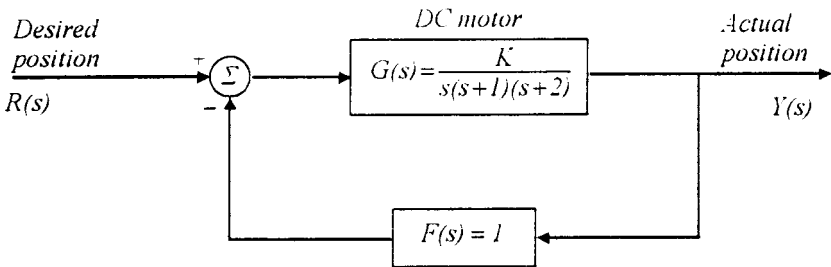 Desired
position
R(s)
+
Σ
−
DC motor
G(s) = K / s(s+1)(s+2)
Actual
position
Y(s)
F(s) = 1